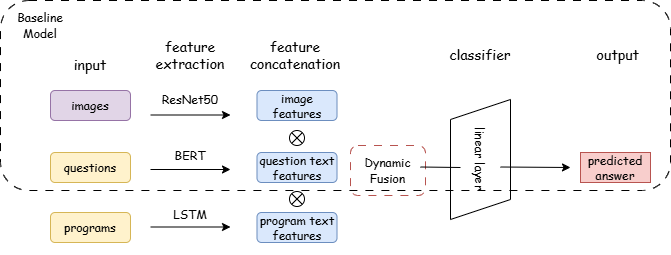 Baseline
Model
input
feature
extraction
feature
concatenation
classifier
output
images
ResNet50
image
features
questions
BERT
question text
features
Dynamic
Fusion
linear layer
predicted
answer
programs
LSTM
program text
features